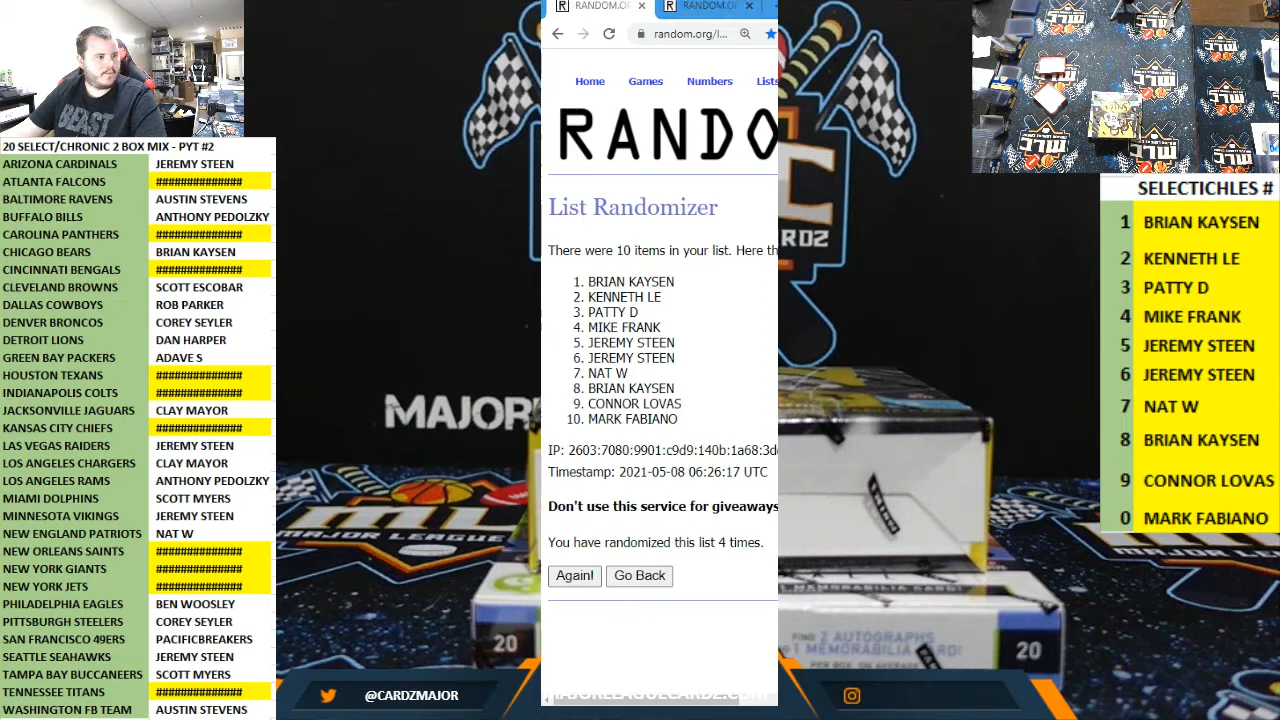 BEAST
20 SELECT/CHRONIC 2 BOX MIX - PYT #2
ARIZONA CARDINALS JEREMY STEEN
ATLANTA FALCONS ##############
BALTIMORE RAVENS AUSTIN STEVENS
BUFFALO BILLS ANTHONY PEDOLZKY
CAROLINA PANTHERS ##############
CHICAGO BEARS BRIAN KAYSEN
CINCINNATI BENGALS ##############
CLEVELAND BROWNS SCOTT ESCOBAR
DALLAS COWBOYS ROB PARKER
DENVER BRONCOS COREY SEYLER
DETROIT LIONS DAN HARPER
GREEN BAY PACKERS ADAVE S
HOUSTON TEXANS ##############
INDIANAPOLIS COLTS ##############
JACKSONVILLE JAGUARS CLAY MAYOR
KANSAS CITY CHIEFS ##############
LAS VEGAS RAIDERS JEREMY STEEN
LOS ANGELES CHARGERS CLAY MAYOR
LOS ANGELES RAMS ANTHONY PEDOLZKY
MIAMI DOLPHINS SCOTT MYERS
MINNESOTA VIKINGS JEREMY STEEN
NEW ENGLAND PATRIOTS NAT W
NEW ORLEANS SAINTS ##############
NEW YORK GIANTS ##############
NEW YORK JETS ##############
PHILADELPHIA EAGLES BEN WOOSLEY
PITTSBURGH STEELERS COREY SEYLER
SAN FRANCISCO 49ERS PACIFICBREAKERS
SEATTLE SEAHAWKS JEREMY STEEN
TAMPA BAY BUCCANEERS SCOTT MYERS
TENNESSEE TITANS ##############
WASHINGTON FB TEAM AUSTIN STEVENS
RANDOM.OR
RANDOM.OR
random.org/l...
Home Games Numbers Lists
RANDO
List Randomizer
There were 10 items in your list. Here th
1. BRIAN KAYSEN
2. KENNETH LE
3. PATTY D
4. MIKE FRANK
5. JEREMY STEEN
6. JEREMY STEEN
7. NAT W
8. BRIAN KAYSEN
9. CONNOR LOVAS
10. MARK FABIANO
IP: 2603:7080:9901:c9d9:140b:1a68:3d
Timestamp: 2021-05-08 06:26:17 UTC
Don't use this service for giveaways
You have randomized this list 4 times.
Again! Go Back
SELECTICHLES #
1 BRIAN KAYSEN
2 KENNETH LE
3 PATTY D
4 MIKE FRANK
5 JEREMY STEEN
6 JEREMY STEEN
7 NAT W
8 BRIAN KAYSEN
9 CONNOR LOVAS
0 MARK FABIANO
MAJOR
CARDZ
FIND 2 AUTOGRAPHS
1 MEMORABILIA CARD!
PER BOX, ON AVERAGE
20
20
@CARDZMAJOR